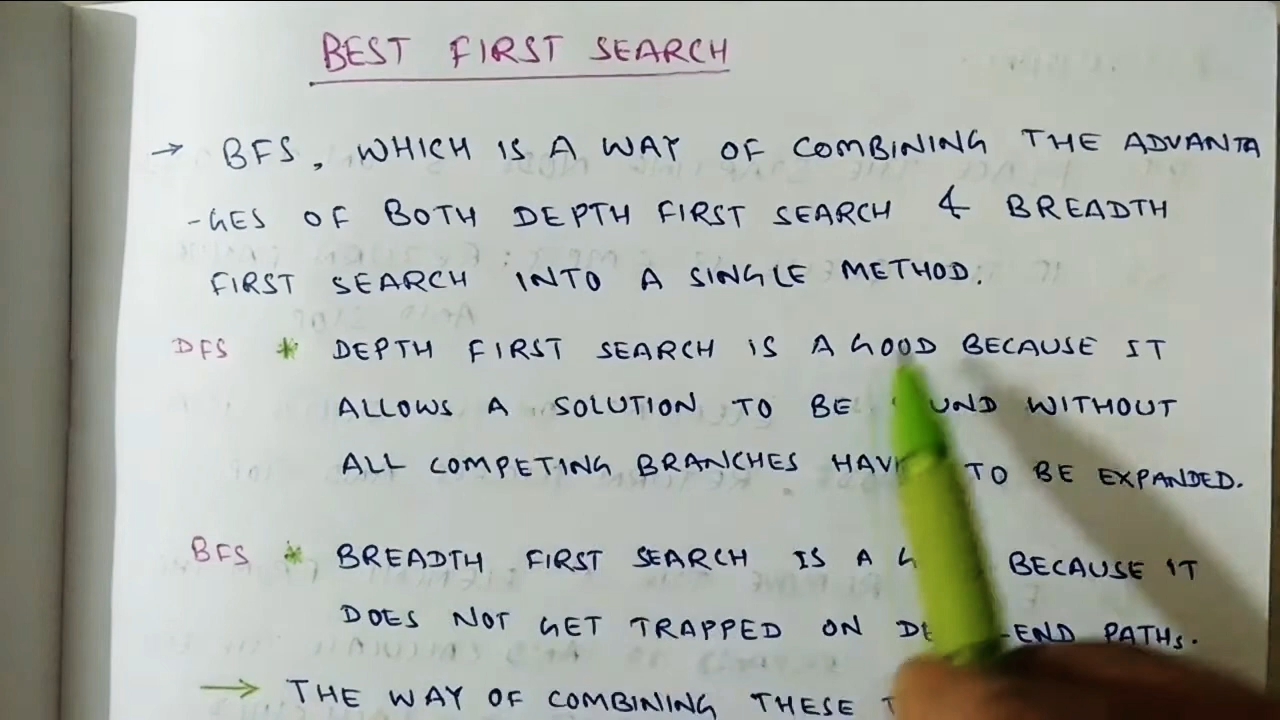 BEST FIRST SEARCH
→ BFS, WHICH IS A WAY OF COMBINING THE ADVANTA
-GES OF BOTH DEPTH FIRST SEARCH & BREADTH
FIRST SEARCH INTO A SINGLE METHOD.
DFS * DEPTH FIRST SEARCH IS A GOOD BECAUSE IT
ALLOWS A SOLUTION TO BE WITHOUT
ALL COMPETING BRANCHES TO BE EXPANDED.
BFS * BREADTH FIRST SEARCH IS A BECAUSE IT
DOES NOT GET TRAPPED ON -END PATHS.
→ THE WAY OF COMBINING THESE